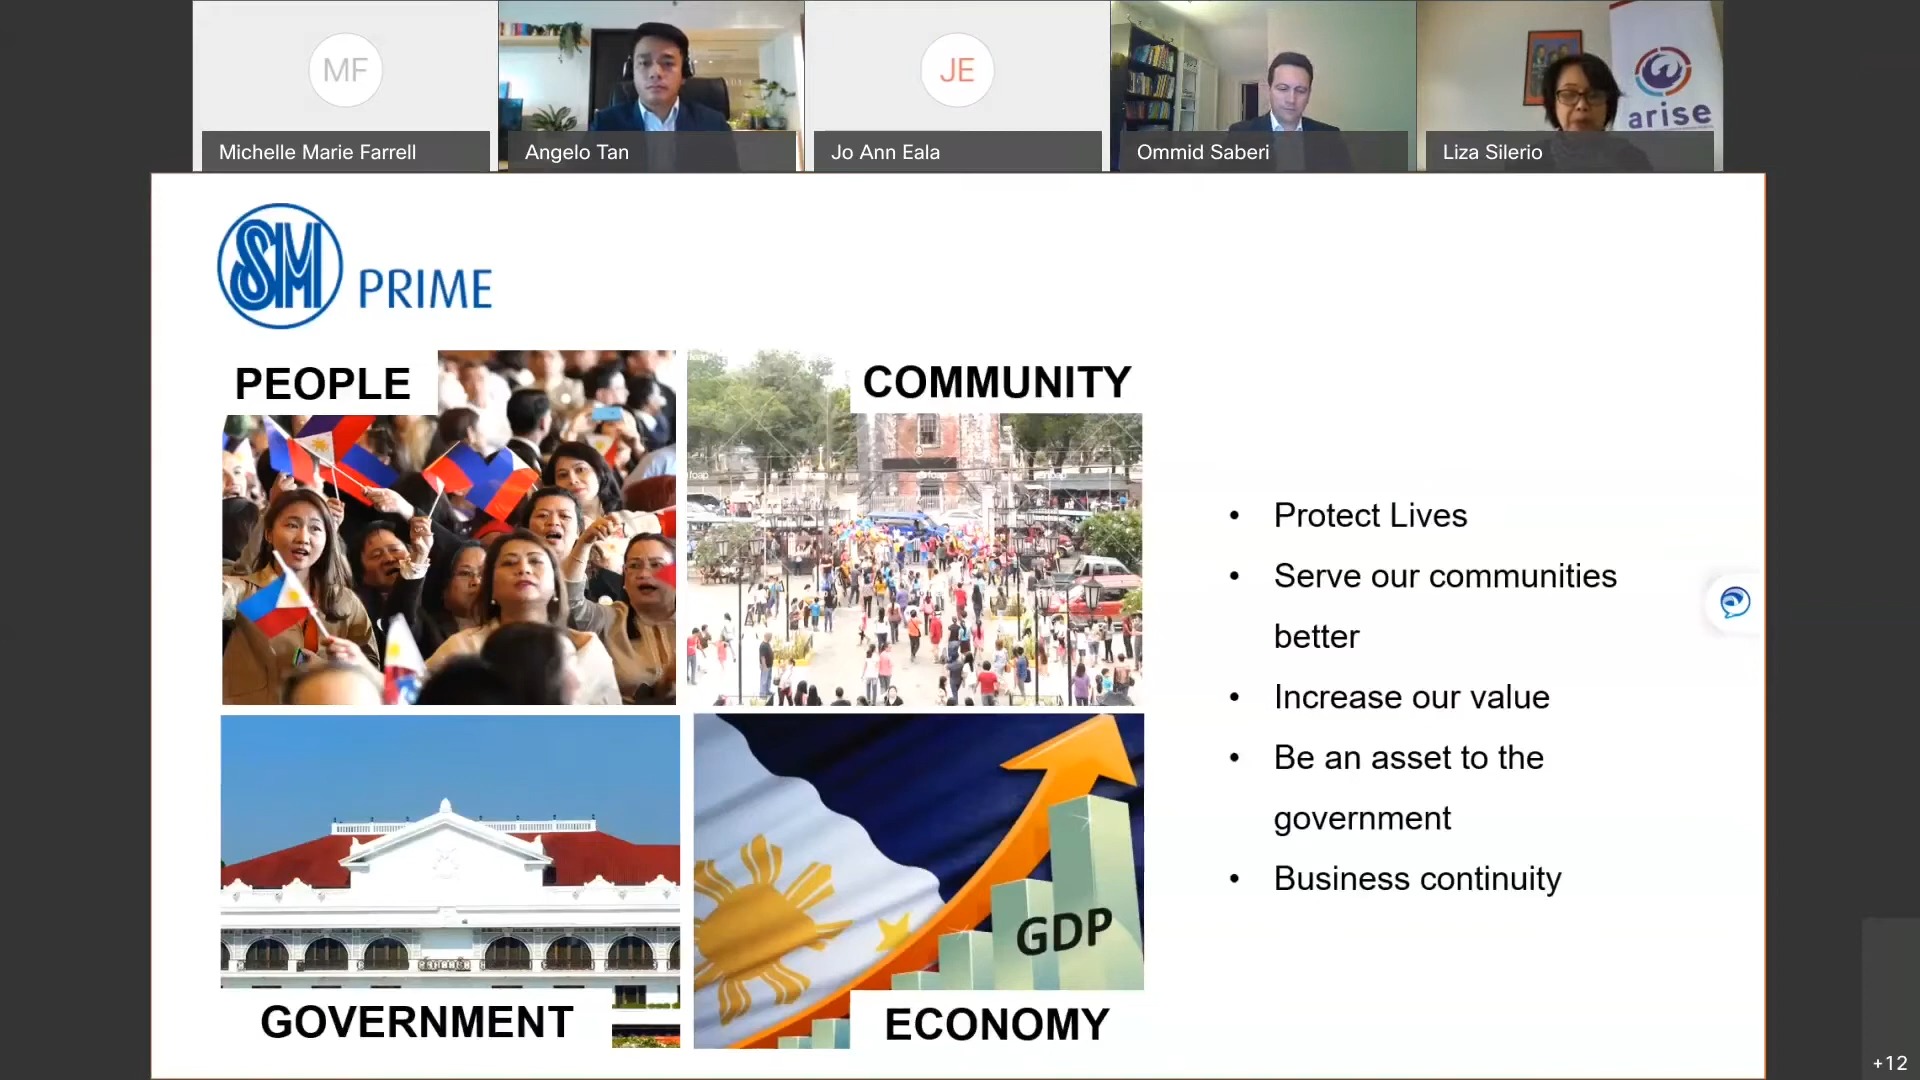 MF
JE
arise
Michelle Marie Farrell
Angelo Tan
Jo Ann Eala
Ommid Saberi
Liza Silerio
SM PRIME
PEOPLE
COMMUNITY
GDP
GOVERNMENT
ECONOMY
• Protect Lives
• Serve our communities
better
• Increase our value
• Be an asset to the
government
• Business continuity
+12